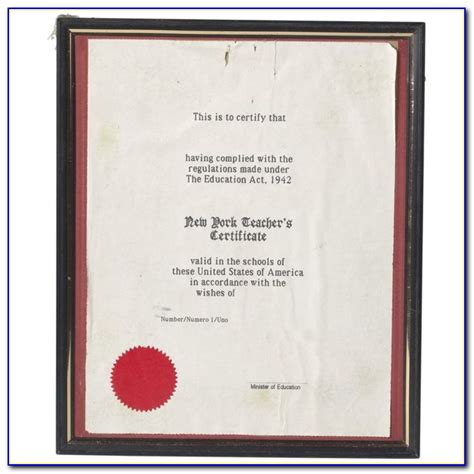 This is to certify that
having complied with the
regulations made under
The Education Act, 1942
New York Teacher's
Certificate
valid in the schools of
these United States of America
in accordance with the
wishes of
Number/Numero 1/Uno
Minister of Education